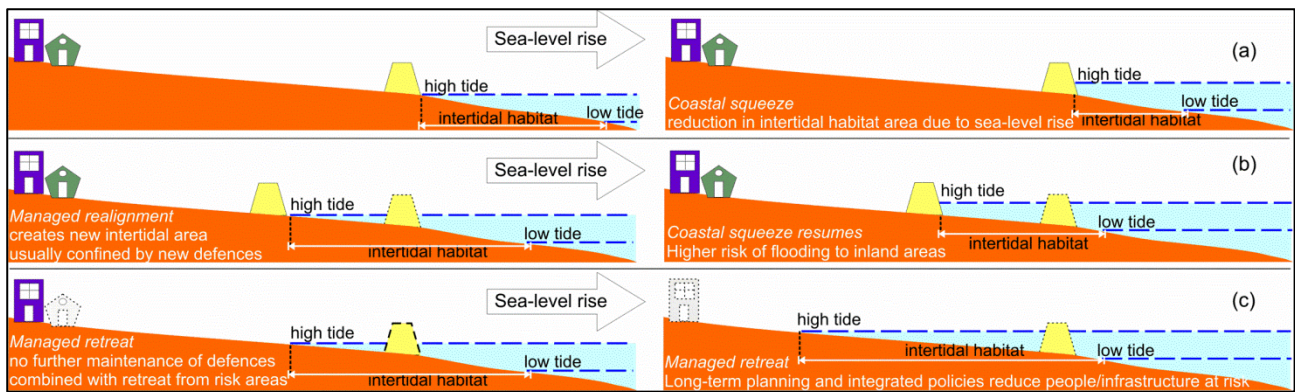 Sea-level rise
(a)
high tide
low tide
intertidal habitat
high tide
Coastal squeeze
low tide
reduction in intertidal habitat area due to sea-level rise
intertidal habitat
Sea-level rise
(b)
Managed realignment
high tide
creates new intertidal area
low tide
usually confined by new defences
intertidal habitat
high tide
Coastal squeeze resumes
low tide
Higher risk of flooding to inland areas
intertidal habitat
Sea-level rise
(c)
Managed retreat
high tide
no further maintenance of defences
low tide
combined with retreat from risk areas
intertidal habitat
high tide
intertidal habitat
low tide
Managed retreat
Long-term planning and integrated policies reduce people/infrastructure at risk